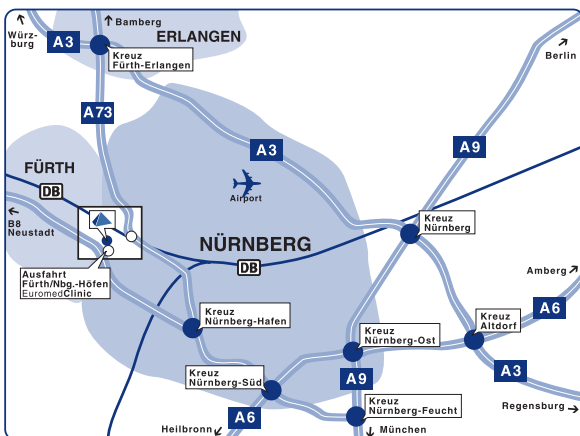 Bamberg
Würz-
burg
A3
ERLANGEN
Kreuz
Fürth-Erlangen
Berlin
A73
A3
A9
FÜRTH
DB
Airport
B8
Neustadt
Kreuz
Nürnberg
NÜRNBERG
DB
Ausfahrt
Fürth/Nbg.-Höfen
EuromedClinic
Amberg
A6
Kreuz
Nürnberg-Hafen
Kreuz
Altdorf
Kreuz
Nürnberg-Ost
Kreuz
Nürnberg-Süd
A9
A3
Kreuz
Nürnberg-Feucht
Regensburg
A6
Heilbronn
München